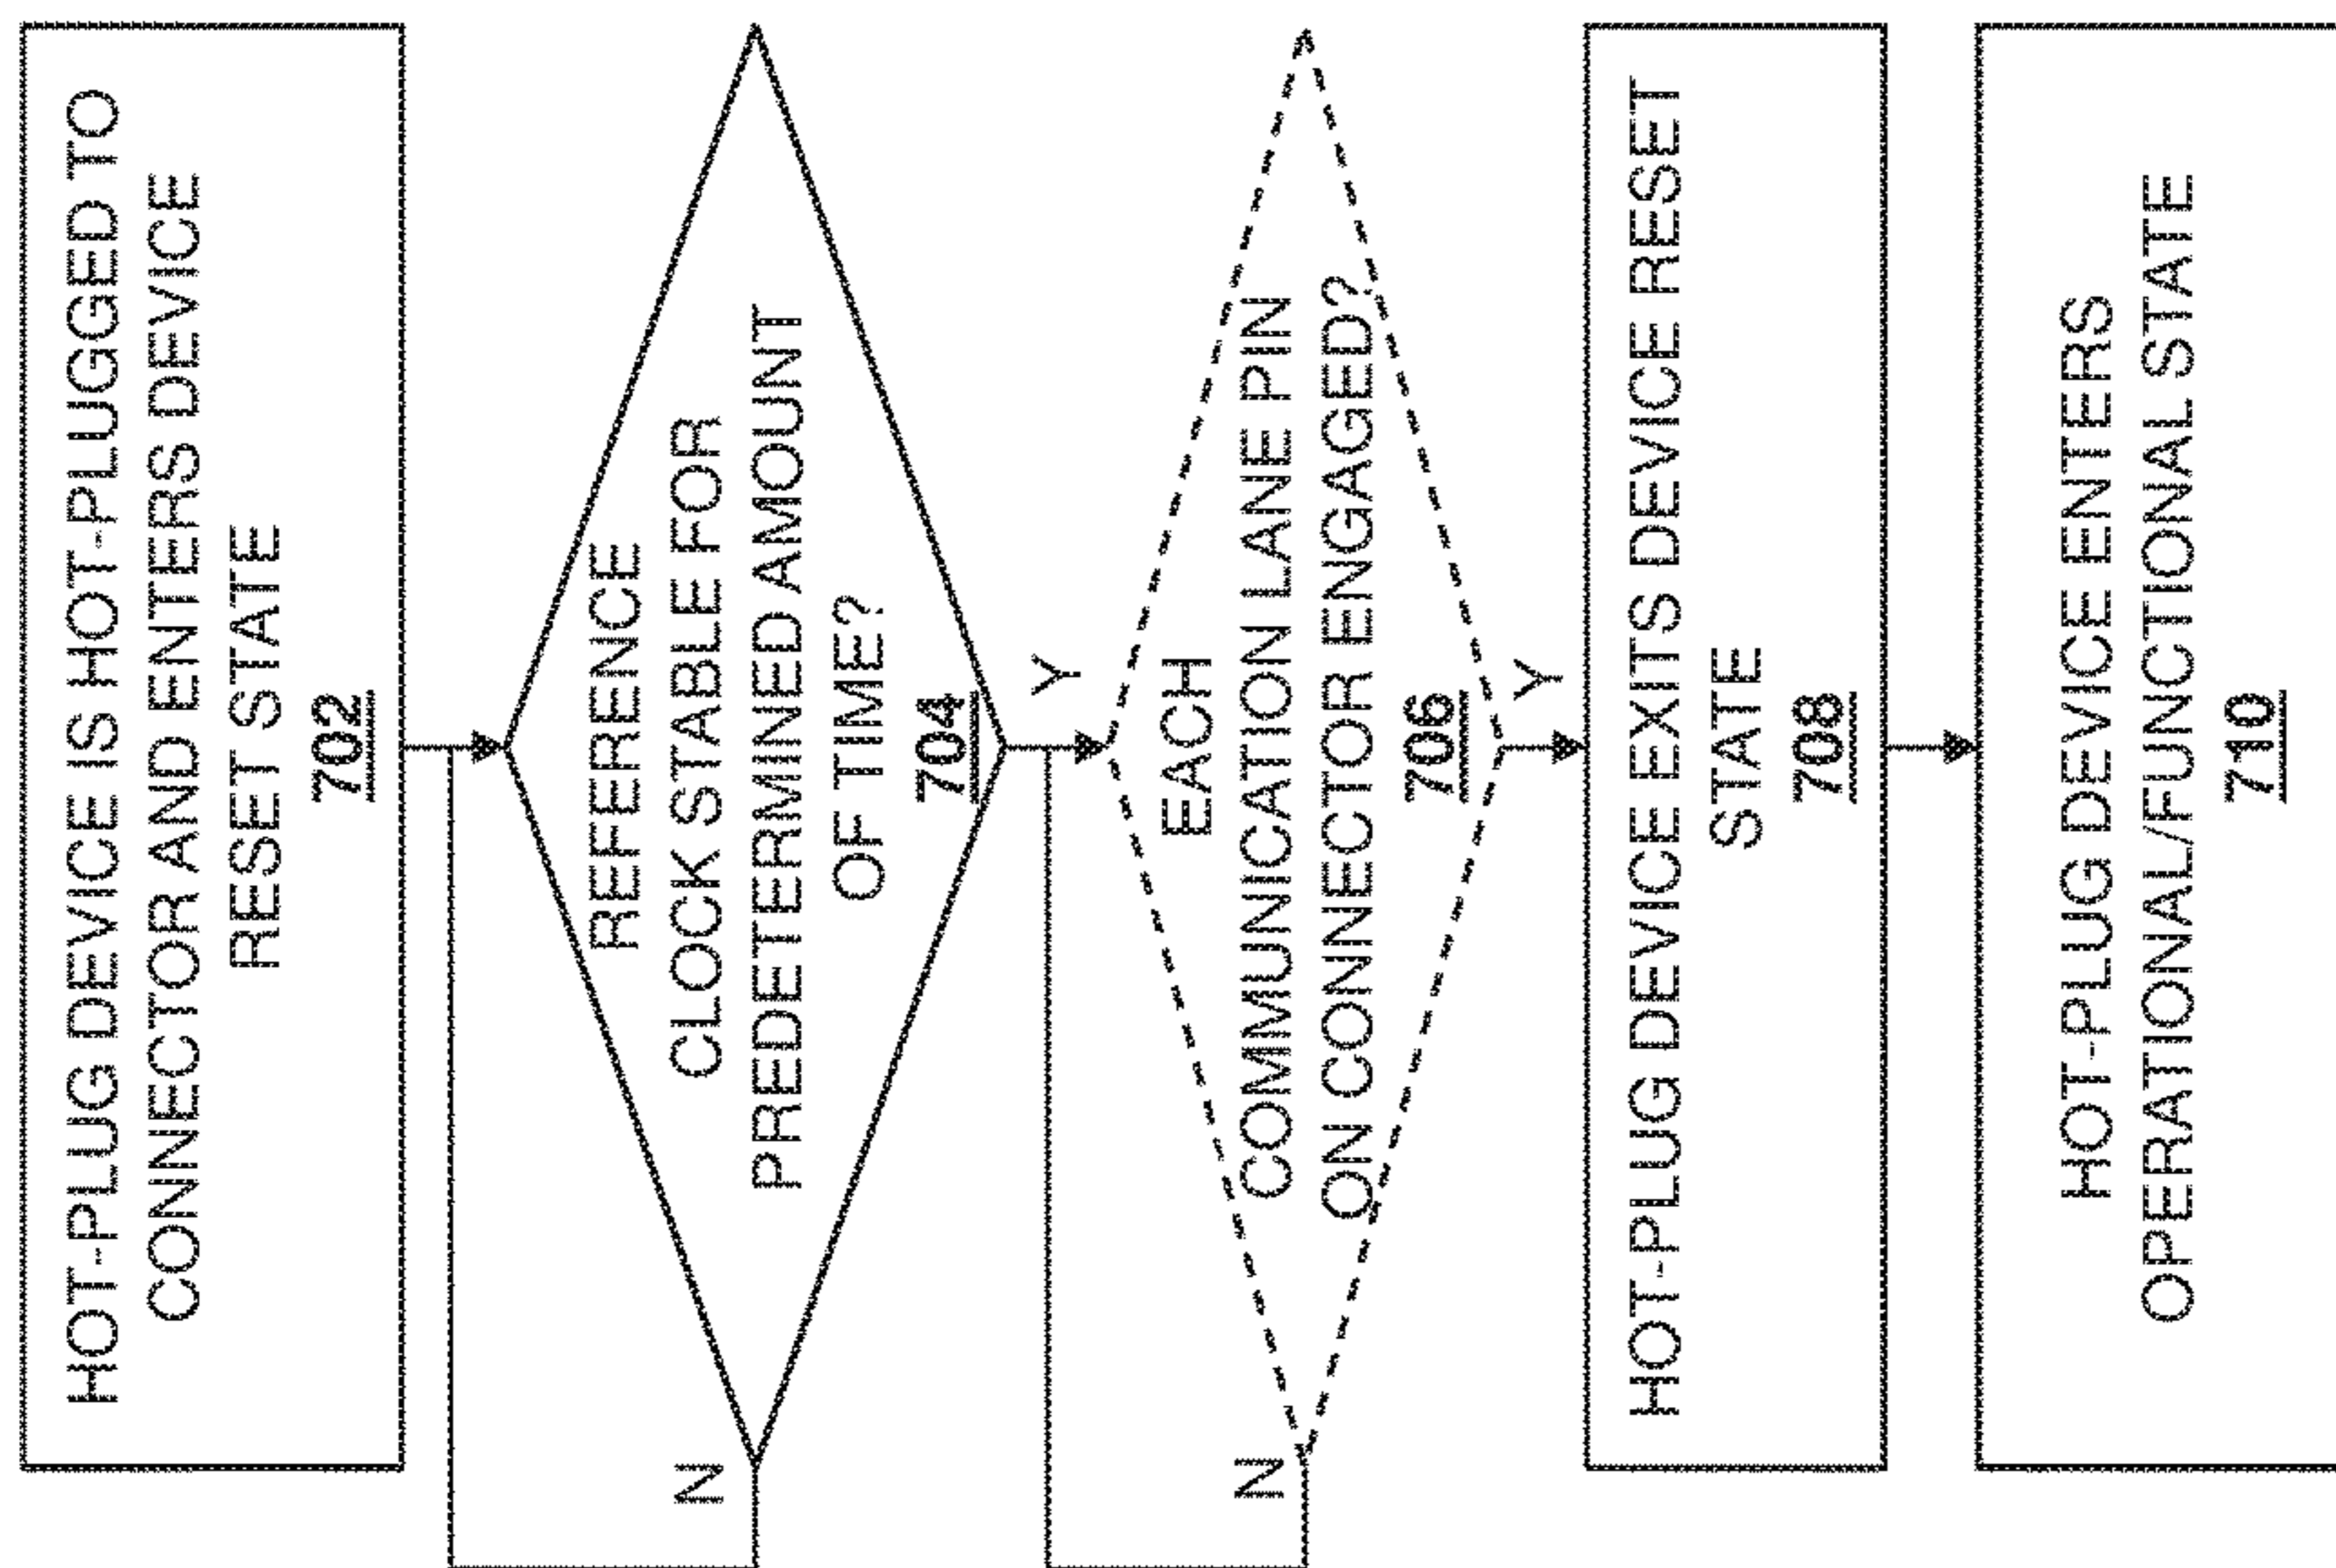 HOT-PLUG DEVICE IS HOT-PLUGGED TO
CONNECTOR AND ENTERS DEVICE
RESET STATE
702
REFERENCE
CLOCK STABLE FOR
PREDETERMINED AMOUNT
OF TIME?
704
N
Y
EACH
COMMUNICATION LANE PIN
ON CONNECTOR ENGAGED?
706
N
Y
HOT-PLUG DEVICE EXITS DEVICE RESET
STATE
708
HOT-PLUG DEVICE ENTERS
OPERATIONAL/FUNCTIONAL STATE
710